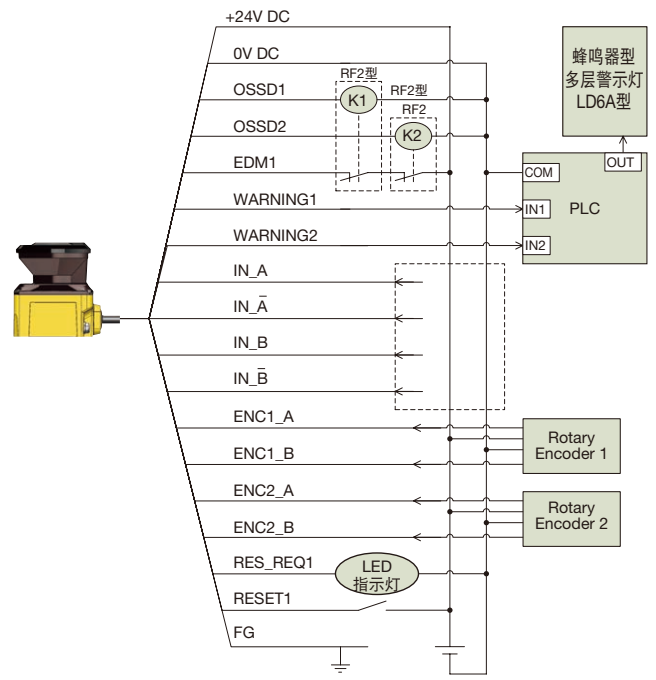 +24V DC
0V DC
RF2型
OSSD1
K1
RF2型
RF2
OSSD2
K2
EDM1
WARNING1
WARNING2
蜂鸣器型
多层警示灯
LD6A型
OUT
COM
PLC
IN1
IN2
IN_A
IN_A̅
IN_B
IN_B̅
ENC1_A
ENC1_B
Rotary
Encoder 1
ENC2_A
ENC2_B
Rotary
Encoder 2
RES_REQ1
LED
指示灯
RESET1
FG